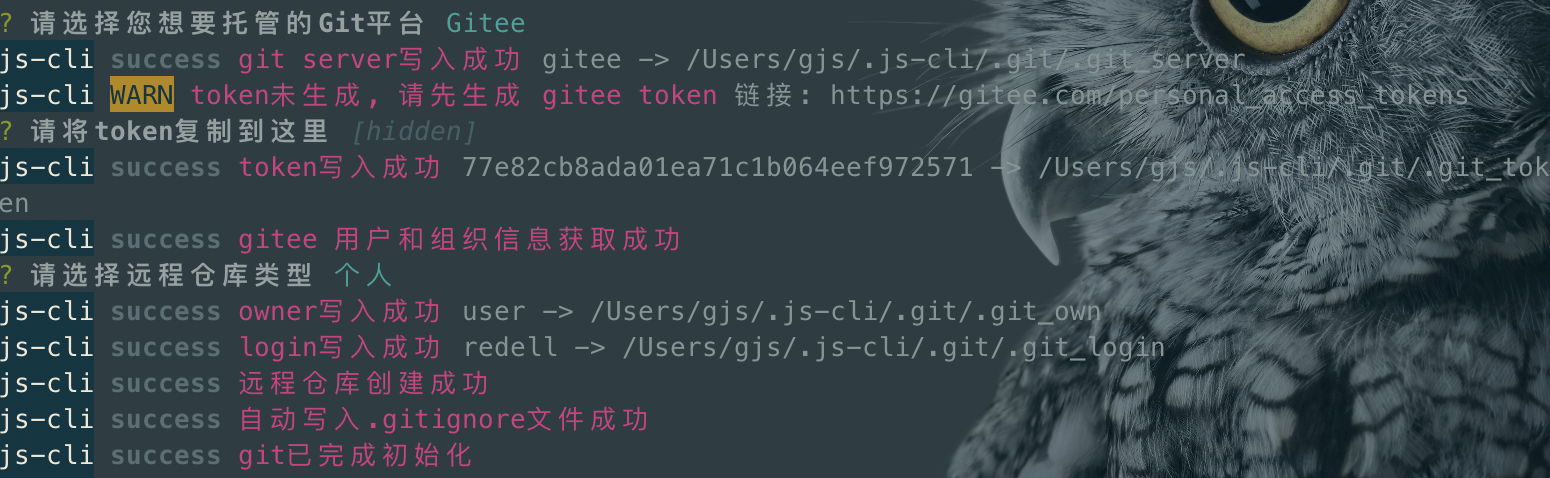 ? 请选择您想要托管的Git平台 Gitee
js-cli success git server写入成功 gitee -> /Users/gjs/.js-cli/.git/.git_server
js-cli WARN token未生成, 请先生成 gitee token 链接: https://gitee.com/personal_access_tokens
? 请将token复制到这里 [hidden]
js-cli success token写入成功 77e82cb8ada01ea71c1b064eef972571 -> /Users/gjs/.js-cli/.git/.git_tok
en
js-cli success gitee 用户和组织信息获取成功
? 请选择远程仓库类型 个人
js-cli success owner写入成功 user -> /Users/gjs/.js-cli/.git/.git_own
js-cli success login写入成功 redell -> /Users/gjs/.js-cli/.git/.git_login
js-cli success 远程仓库创建成功
js-cli success 自动写入.gitignore文件成功
js-cli success git已完成初始化